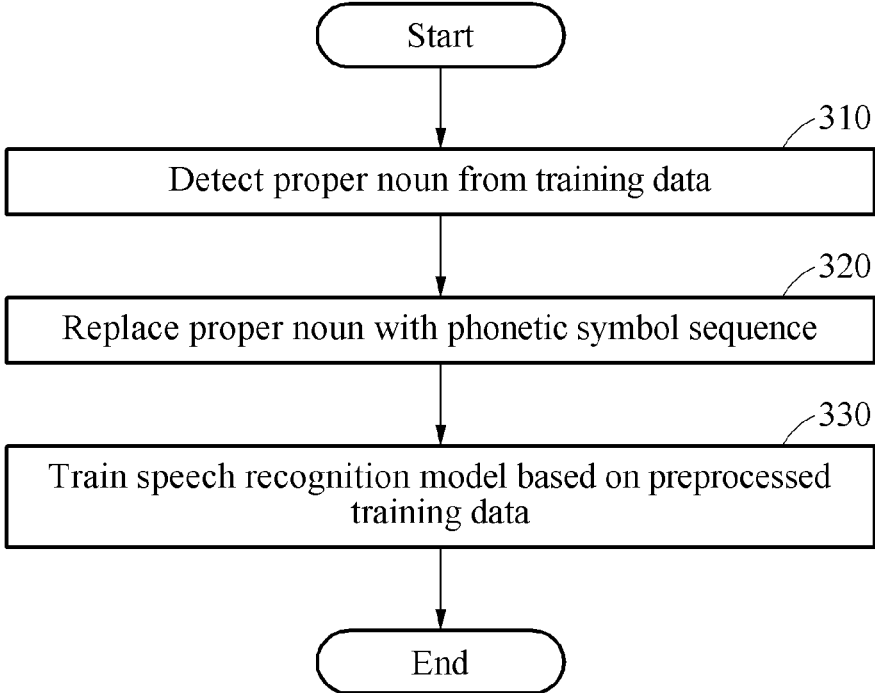 Start
310
Detect proper noun from training data
320
Replace proper noun with phonetic symbol sequence
330
Train speech recognition model based on preprocessed
training data
End